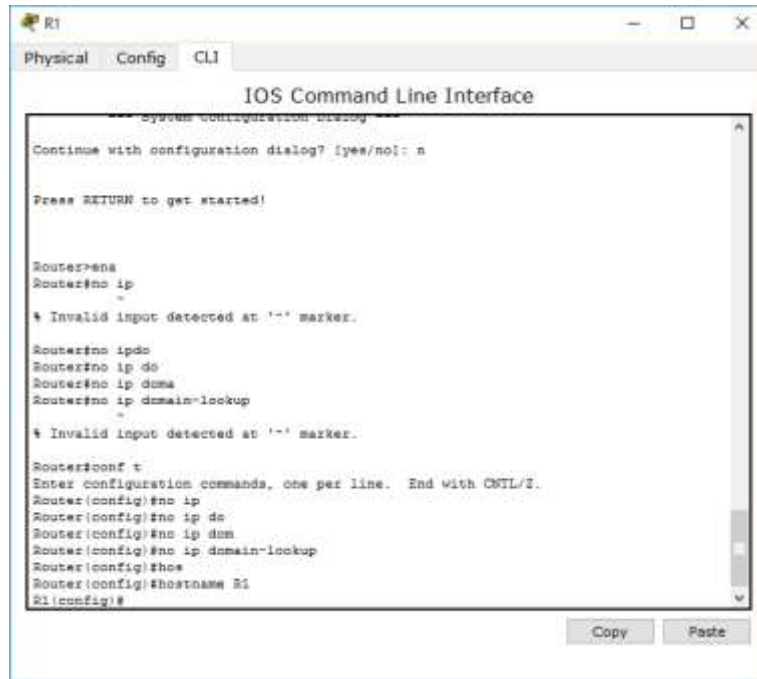 R1
Physical Config CLI
IOS Command Line Interface
--- System Configuration Dialog ---
Continue with configuration dialog? [yes/no]: n
Press RETURN to get started!
Router>ena
Router#no ip
^
% Invalid input detected at '^' marker.
Router#no ipdo
Router#no ip do
Router#no ip doma
Router#no ip domain-lookup
^
% Invalid input detected at '^' marker.
Router#conf t
Enter configuration commands, one per line.  End with CNTL/Z.
Router(config)#no ip
Router(config)#no ip do
Router(config)#no ip dom
Router(config)#no ip domain-lookup
Router(config)#hos
Router(config)#hostname R1
R1(config)#
Copy Paste